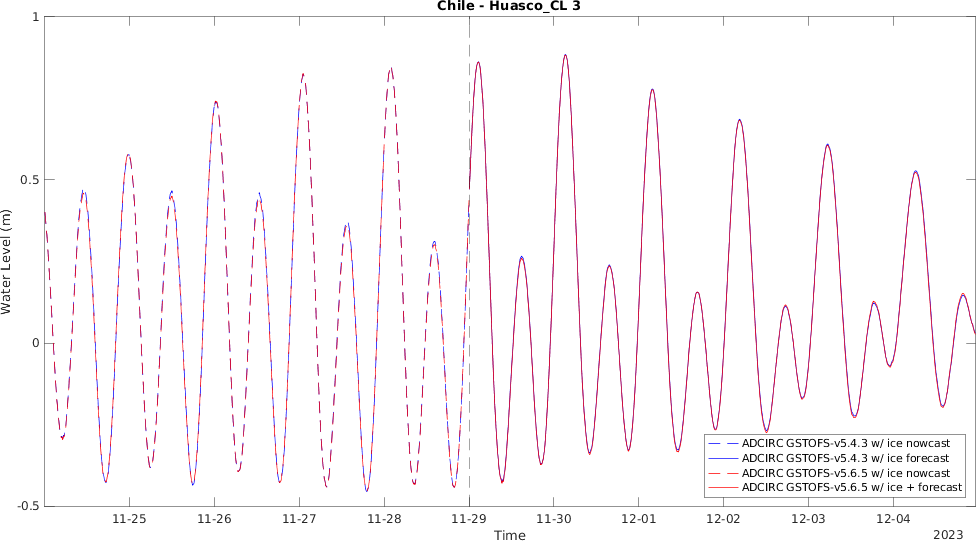 Chile - Huasco_CL 3
1
0.5
0
-0.5
Water Level (m)
ADCIRC GSTOFS-v5.4.3 w/ ice nowcast
ADCIRC GSTOFS-v5.4.3 w/ ice forecast
ADCIRC GSTOFS-v5.6.5 w/ ice nowcast
ADCIRC GSTOFS-v5.6.5 w/ ice + forecast
11-25 11-26 11-27 11-28 11-29 11-30 12-01 12-02 12-03 12-04
Time
2023